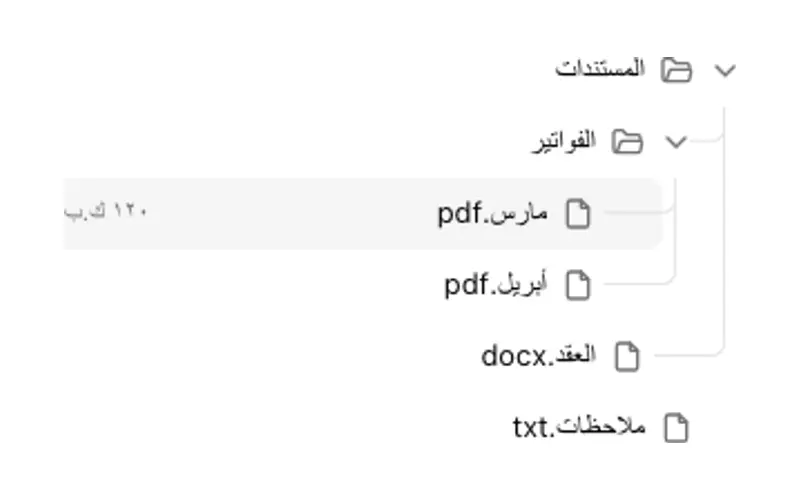 المستندات
الفواتير
مارس.pdf ١٢٠ ك.ب
أبريل.pdf
العقد.docx
ملاحظات.txt